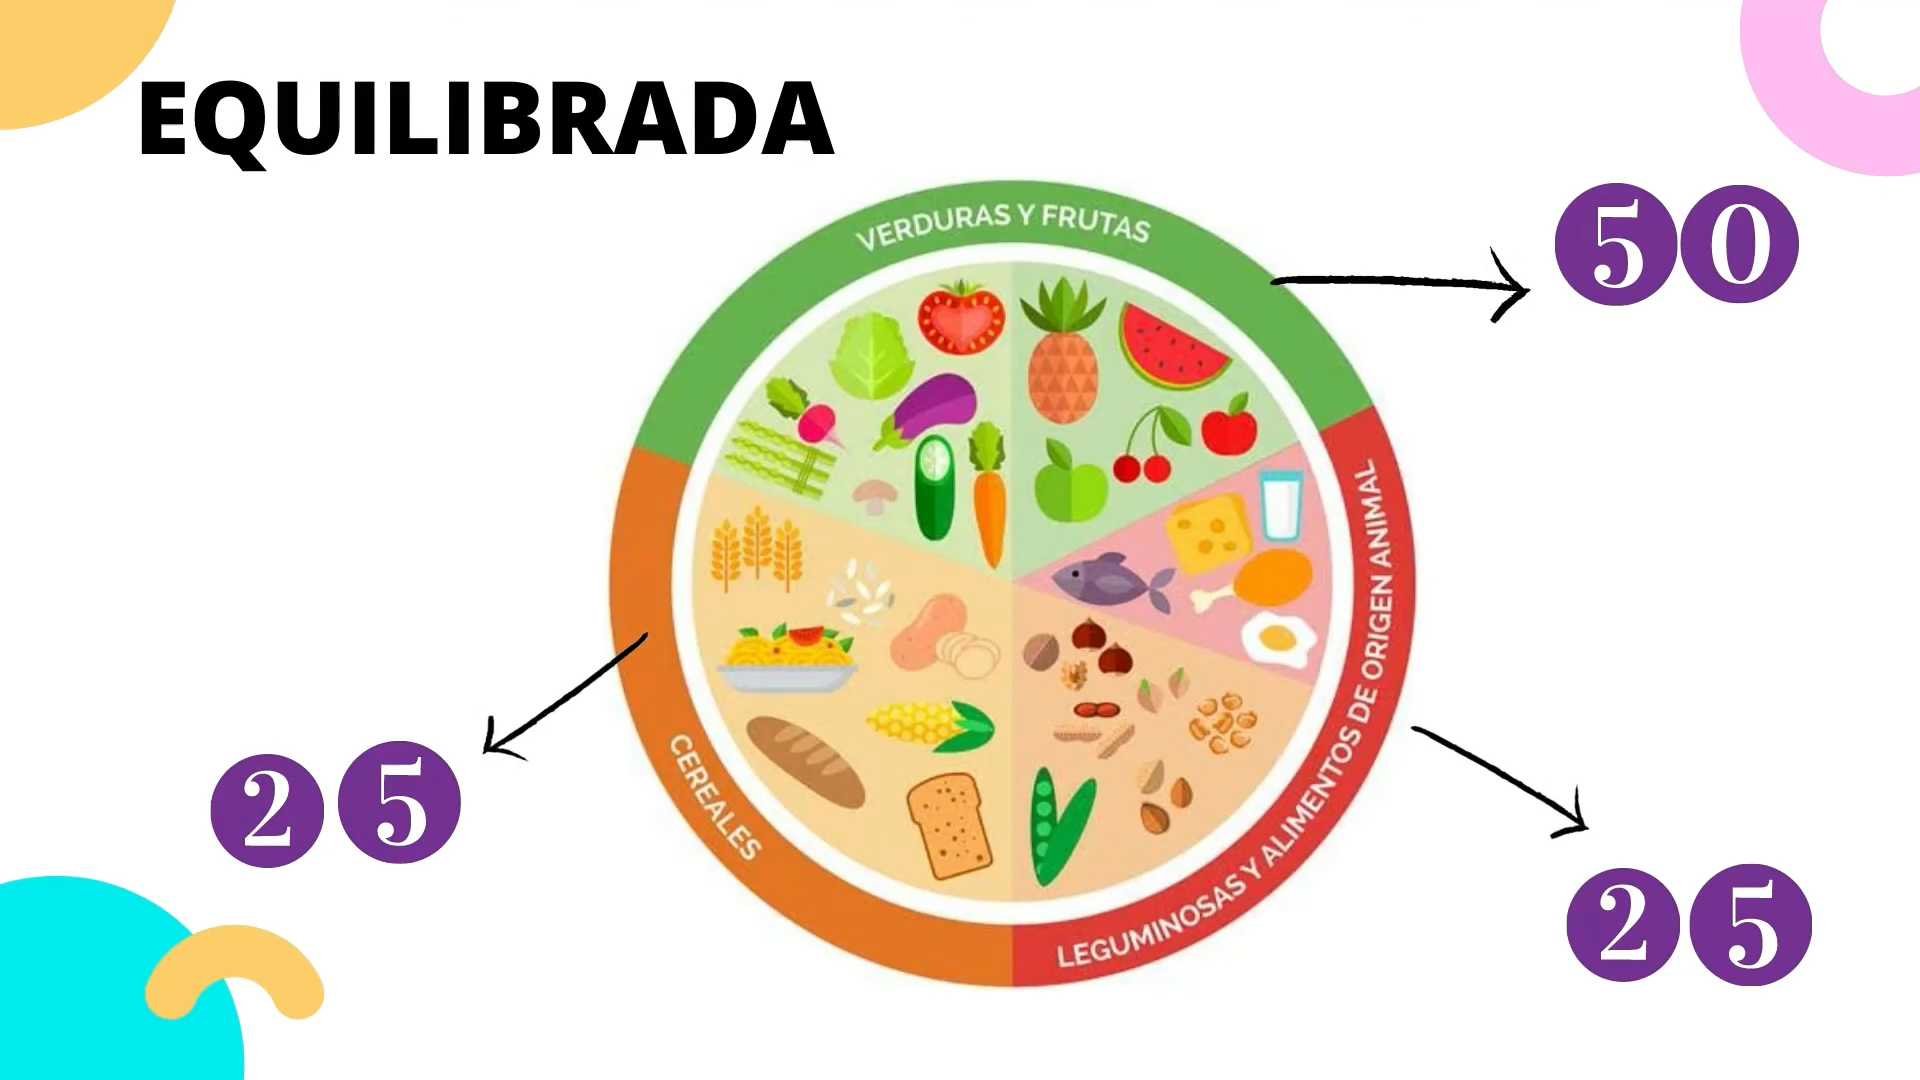 EQUILIBRADA
VERDURAS Y FRUTAS
50
LEGUMINOSAS Y ALIMENTOS DE ORIGEN ANIMAL
CEREALES
25
25